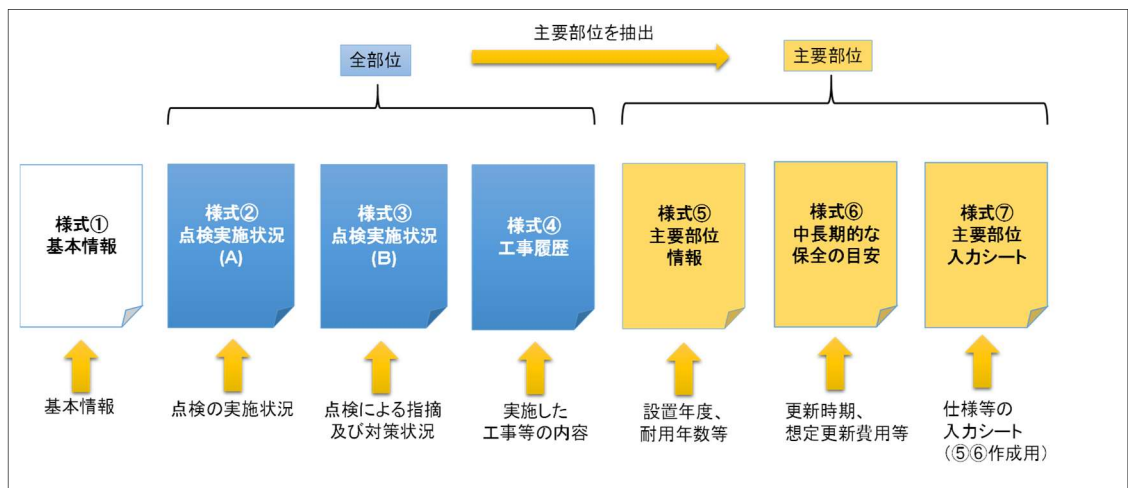 主要部位を抽出
全部位
主要部位
様式①
基本情報
様式②
点検実施状況
(A)
様式③
点検実施状況
(B)
様式④
工事履歴
様式⑤
主要部位
情報
様式⑥
中長期的な
保全の目安
様式⑦
主要部位
入力シート
基本情報
点検の実施状況
点検による指摘
及び対策状況
実施した
工事等の内容
設置年度、
耐用年数等
更新時期、
想定更新費用等
仕様等の
入力シート
(⑤⑥作成用)